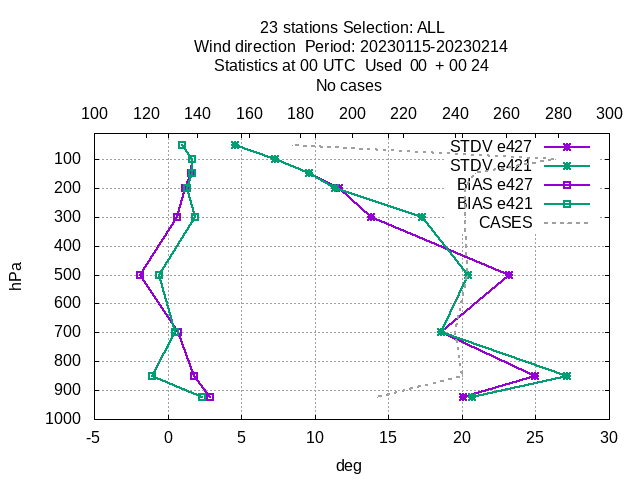 23 stations Selection: ALL
Wind direction  Period: 20230115-20230214
Statistics at 00 UTC  Used  00  + 00 24
No cases
100 120 140 160 180 200 220 240 260 280 300
STDV e427
STDV e421
BIAS e427
BIAS e421
CASES
100
200
300
400
500
600
700
800
900
1000
hPa
-5 0 5 10 15 20 25 30
deg